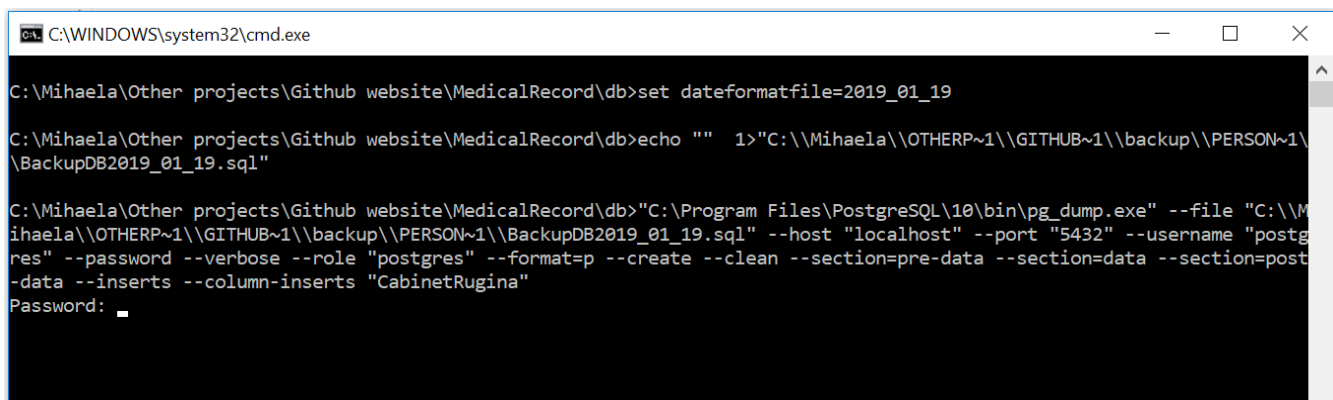 C:\WINDOWS\system32\cmd.exe
C:\Mihaela\Other projects\Github website\MedicalRecord\db>set dateformatfile=2019_01_19
C:\Mihaela\Other projects\Github website\MedicalRecord\db>echo ""  1>"C:\\Mihaela\\OTHERP~1\\GITHUB~1\\backup\\PERSON~1\
\BackupDB2019_01_19.sql"
C:\Mihaela\Other projects\Github website\MedicalRecord\db>"C:\Program Files\PostgreSQL\10\bin\pg_dump.exe" --file "C:\\M
ihaela\\OTHERP~1\\GITHUB~1\\backup\\PERSON~1\\BackupDB2019_01_19.sql" --host "localhost" --port "5432" --username "postg
res" --password --verbose --role "postgres" --format=p --create --clean --section=pre-data --section=data --section=post
-data --inserts --column-inserts "CabinetRugina"
Password: